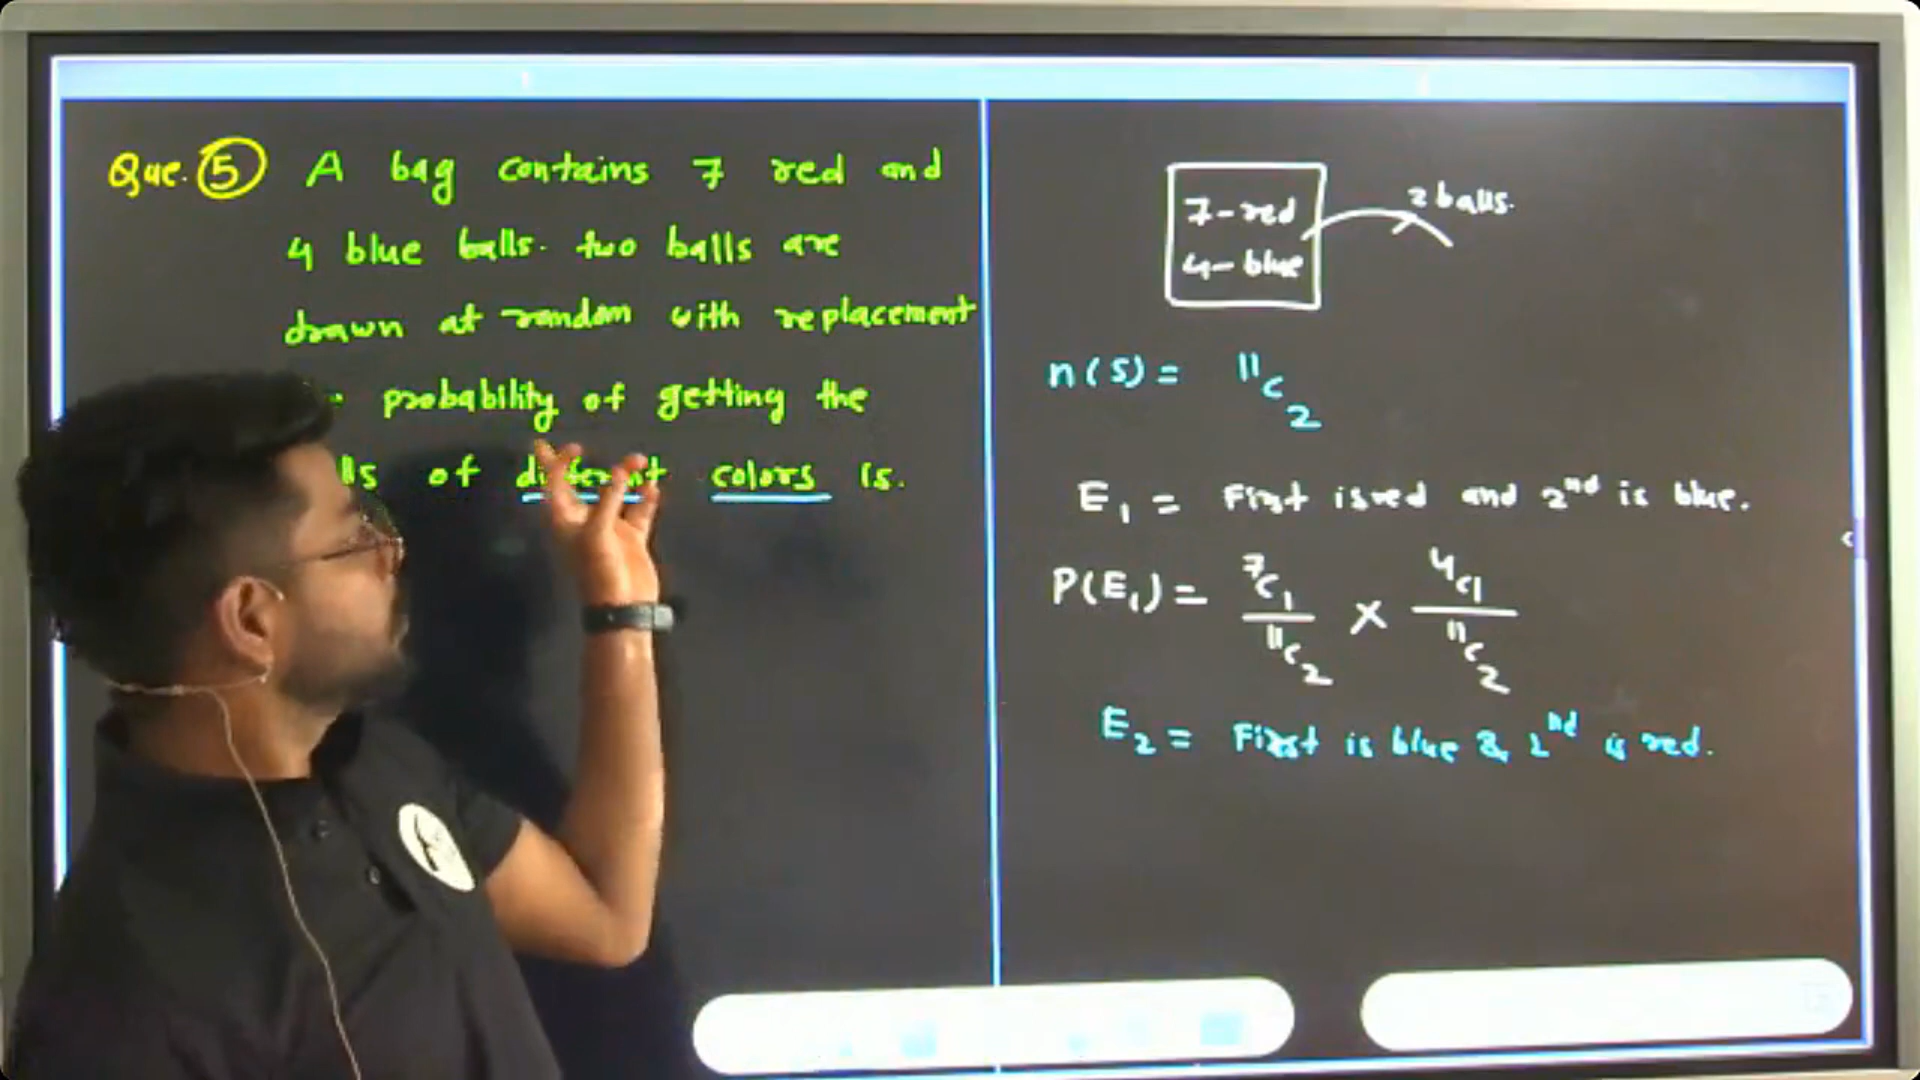 Que. 5 A bag contains 7 red and
4 blue balls. two balls are
drawn at random with replacement
probability of getting the
lls of different colors is.
7-red
4-blue
2 balls.
n(S) = ¹¹C₂
E₁ = First is red and 2nd is blue.
P(E₁) = ⁷C₁/¹¹C₂ × ⁴C₁/¹¹C₂
E₂ = First is blue & 2nd is red.